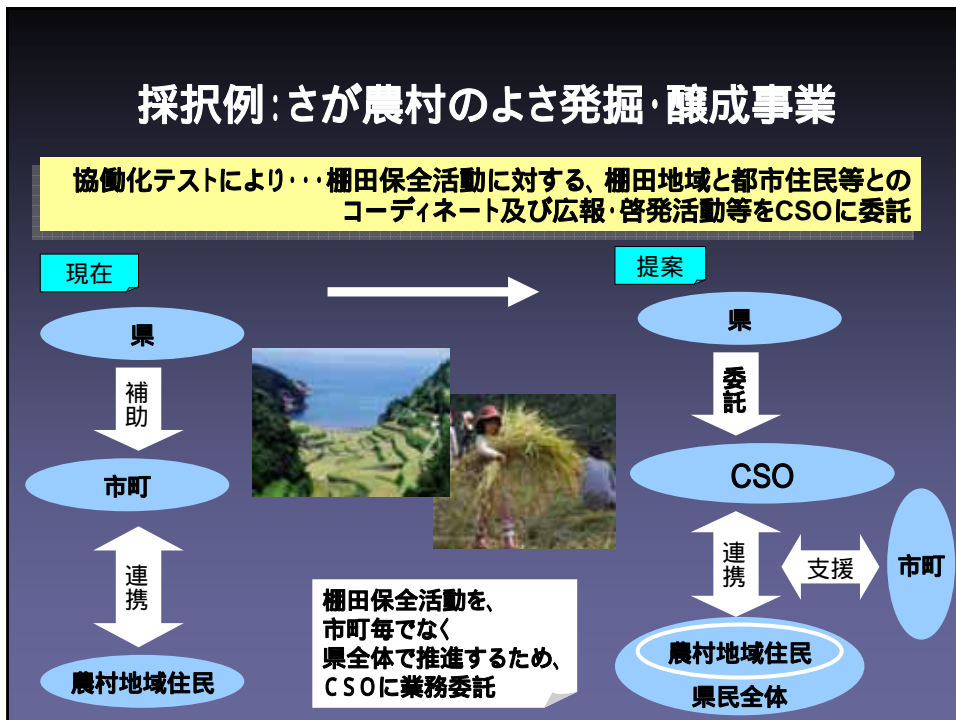 採択例：さが農村のよさ発掘・醸成事業
協働化テストにより・・・棚田保全活動に対する、棚田地域と都市住民等との
コーディネート及び広報・啓発活動等をCSOに委託
現在
県
補助
市町
連携
農村地域住民
棚田保全活動を、
市町毎でなく
県全体で推進するため、
ＣＳＯに業務委託
提案
県
委託
CSO
連携
支援
市町
農村地域住民
県民全体